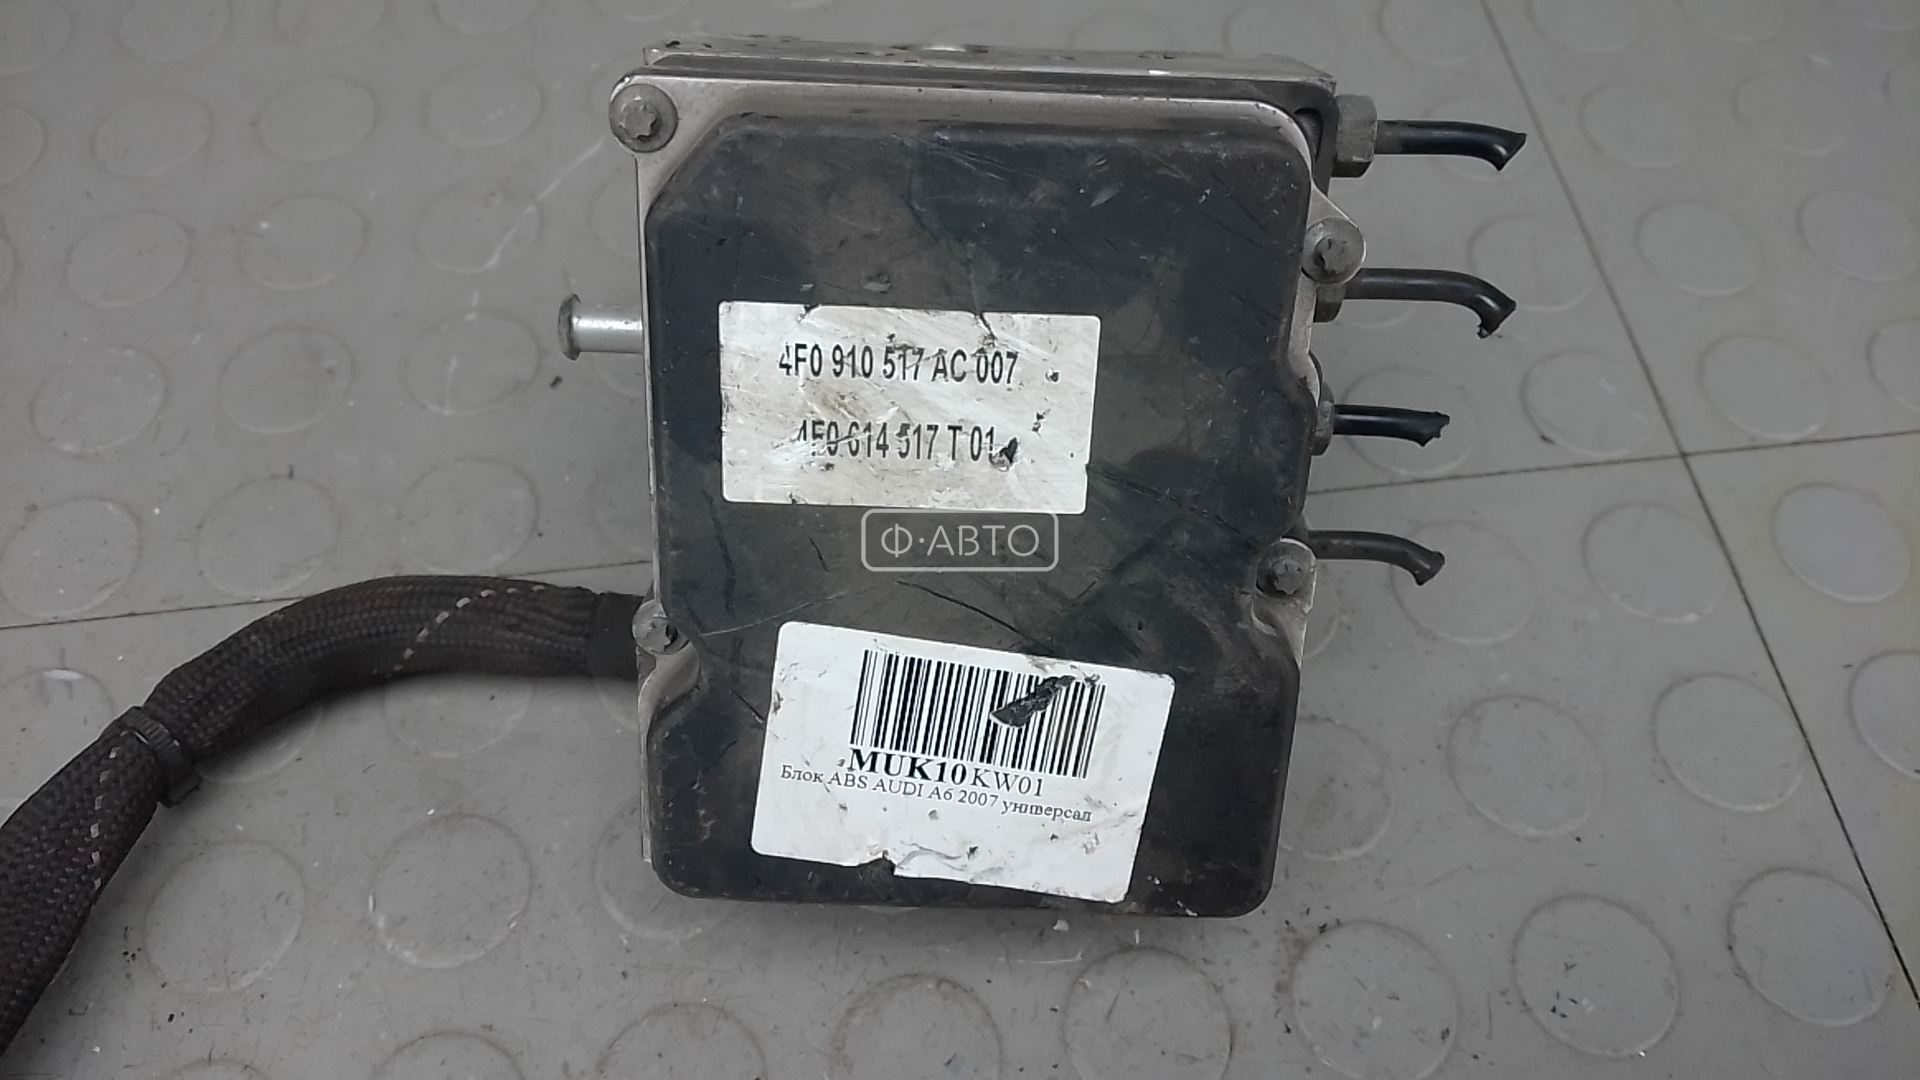 4F0 910 517 AC 007
4F0 614 517 T 01
Ф·АВТО
MUK10KW01
Блок ABS AUDI A6 2007 универсал